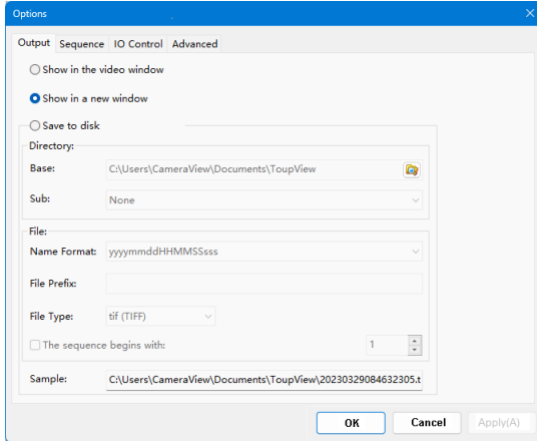 Options
Output Sequence IO Control Advanced
Show in the video window
Show in a new window
Save to disk
Directory:
Base: C:\Users\CameraView\Documents\ToupView
Sub: None
File:
Name Format: yyyymmddHHMMSSsss
File Prefix:
File Type: tif (TIFF)
The sequence begins with: 1
Sample: C:\Users\CameraView\Documents\ToupView\20230329084632305.t
OK Cancel Apply(A)